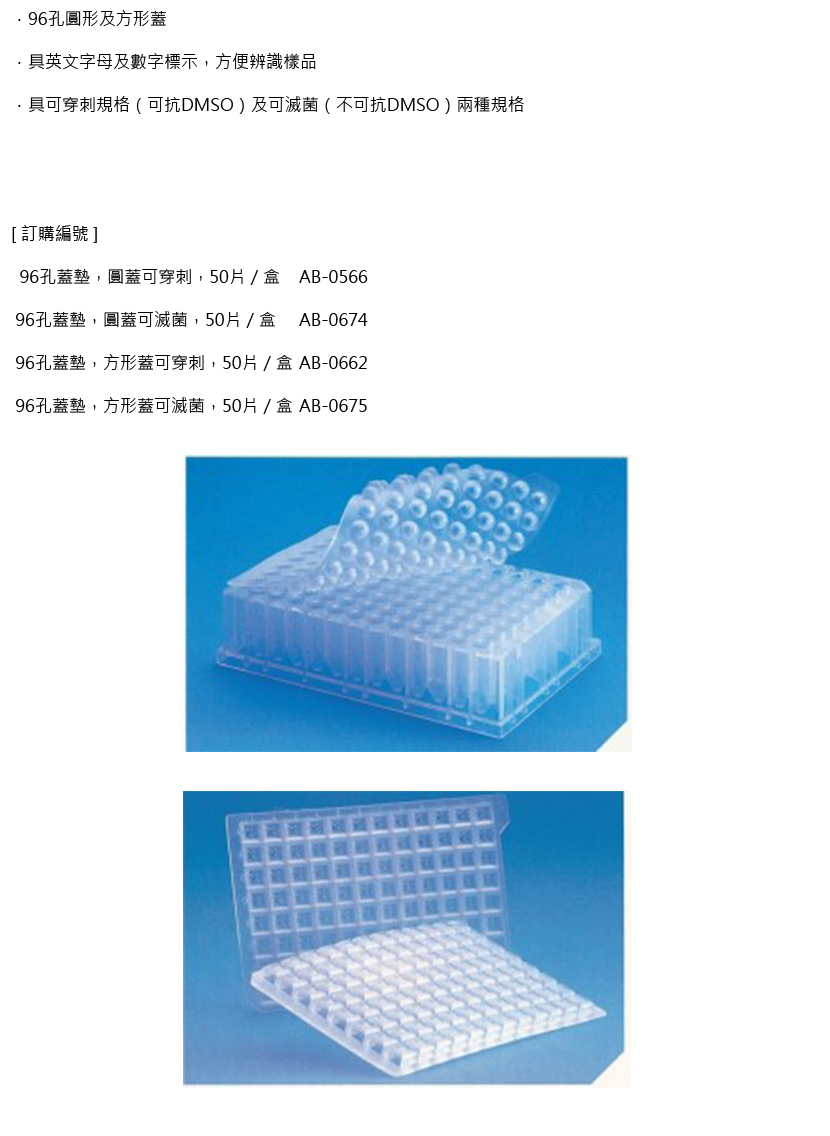 ．96孔圓形及方形蓋
．具英文字母及數字標示，方便辨識樣品
．具可穿刺規格（可抗DMSO）及可滅菌（不可抗DMSO）兩種規格
[ 訂購編號 ]
96孔蓋墊，圓蓋可穿刺，50片 / 盒 AB-0566
96孔蓋墊，圓蓋可滅菌，50片 / 盒 AB-0674
96孔蓋墊，方形蓋可穿刺，50片 / 盒 AB-0662
96孔蓋墊，方形蓋可滅菌，50片 / 盒 AB-0675